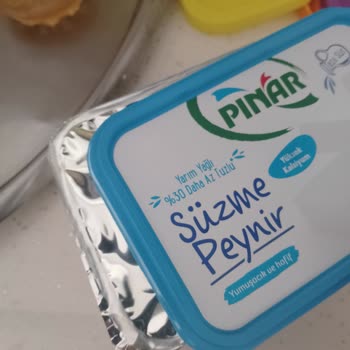 PINAR
Yarım Yağlı
%30 Daha Az Tuzlu
Yüksek
Kalsiyum
Süzme
Peynir
Yumuşacık ve hafif